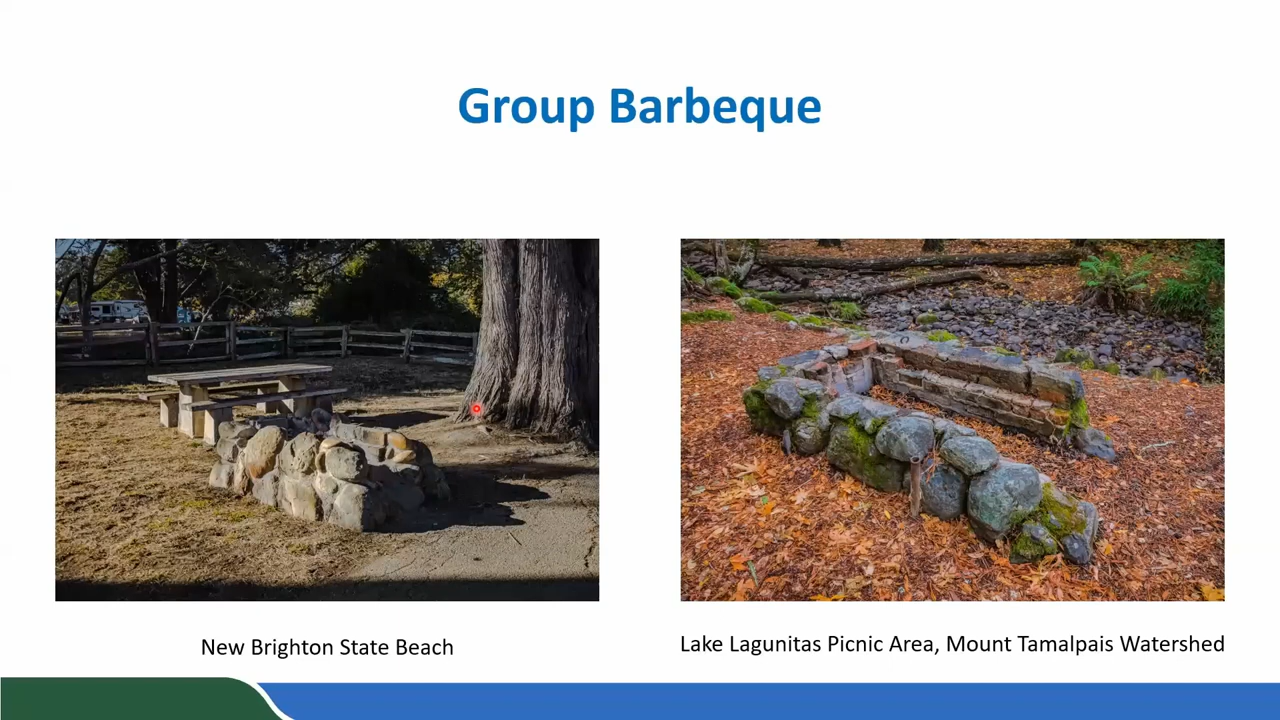 Group Barbeque
New Brighton State Beach
Lake Lagunitas Picnic Area, Mount Tamalpais Watershed